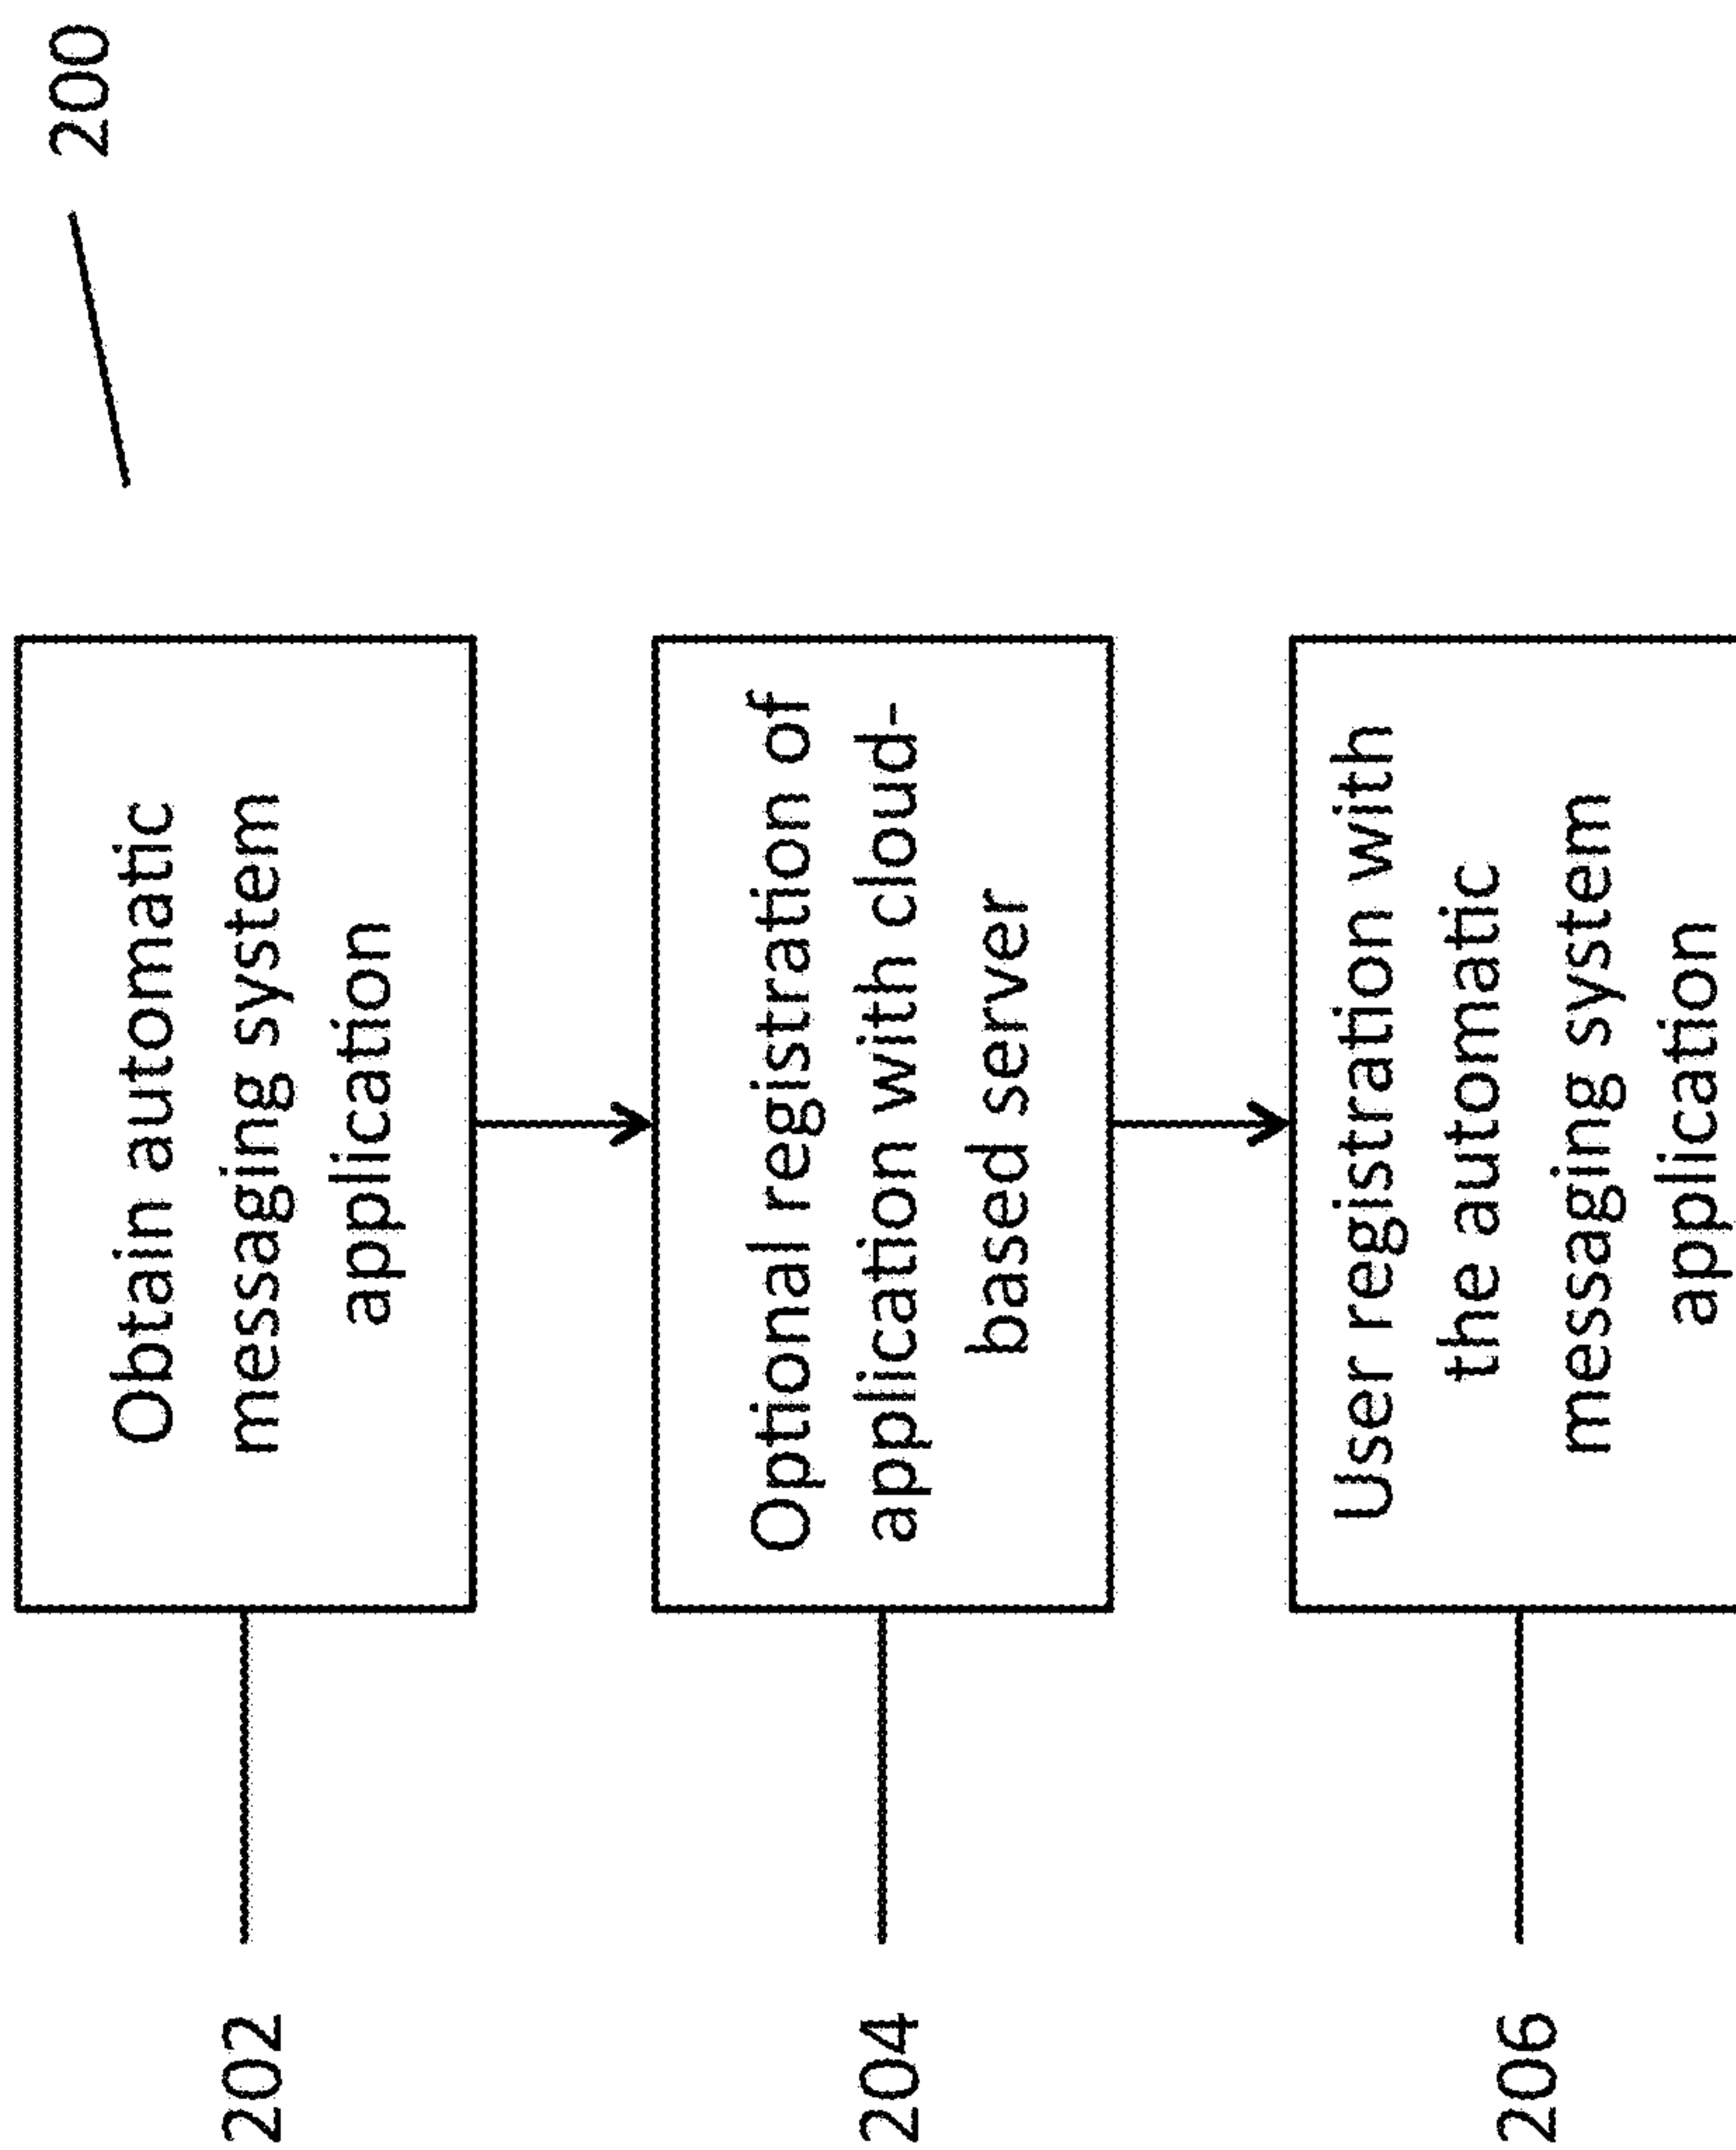 200
202
Obtain automatic
messaging system
application
204
Optional registration of
application with cloud-
based server
206
User registration with
the automatic
messaging system
application